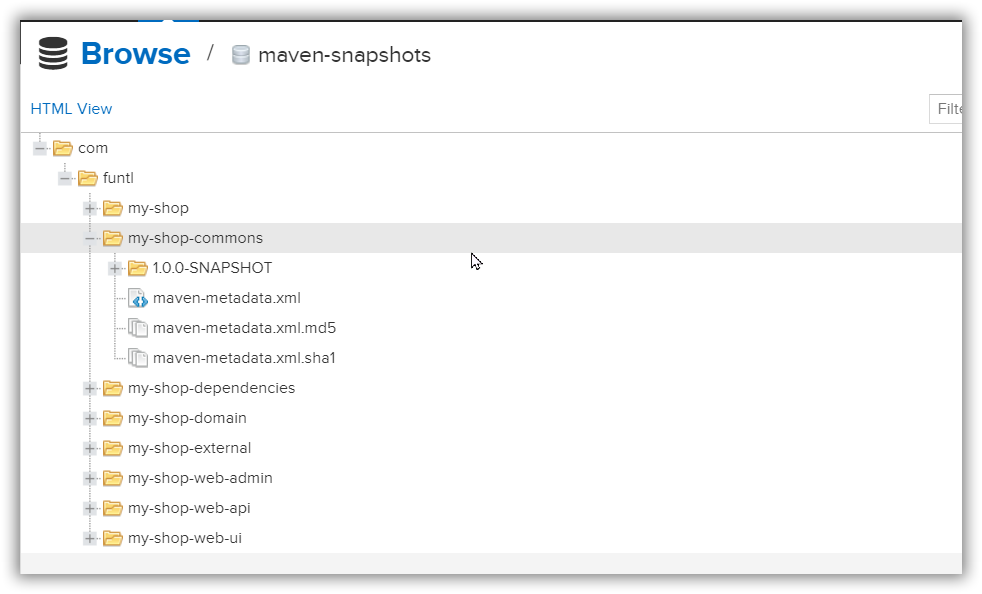 Browse / maven-snapshots
HTML View
Filte
com
funtl
my-shop
my-shop-commons
1.0.0-SNAPSHOT
maven-metadata.xml
maven-metadata.xml.md5
maven-metadata.xml.sha1
my-shop-dependencies
my-shop-domain
my-shop-external
my-shop-web-admin
my-shop-web-api
my-shop-web-ui